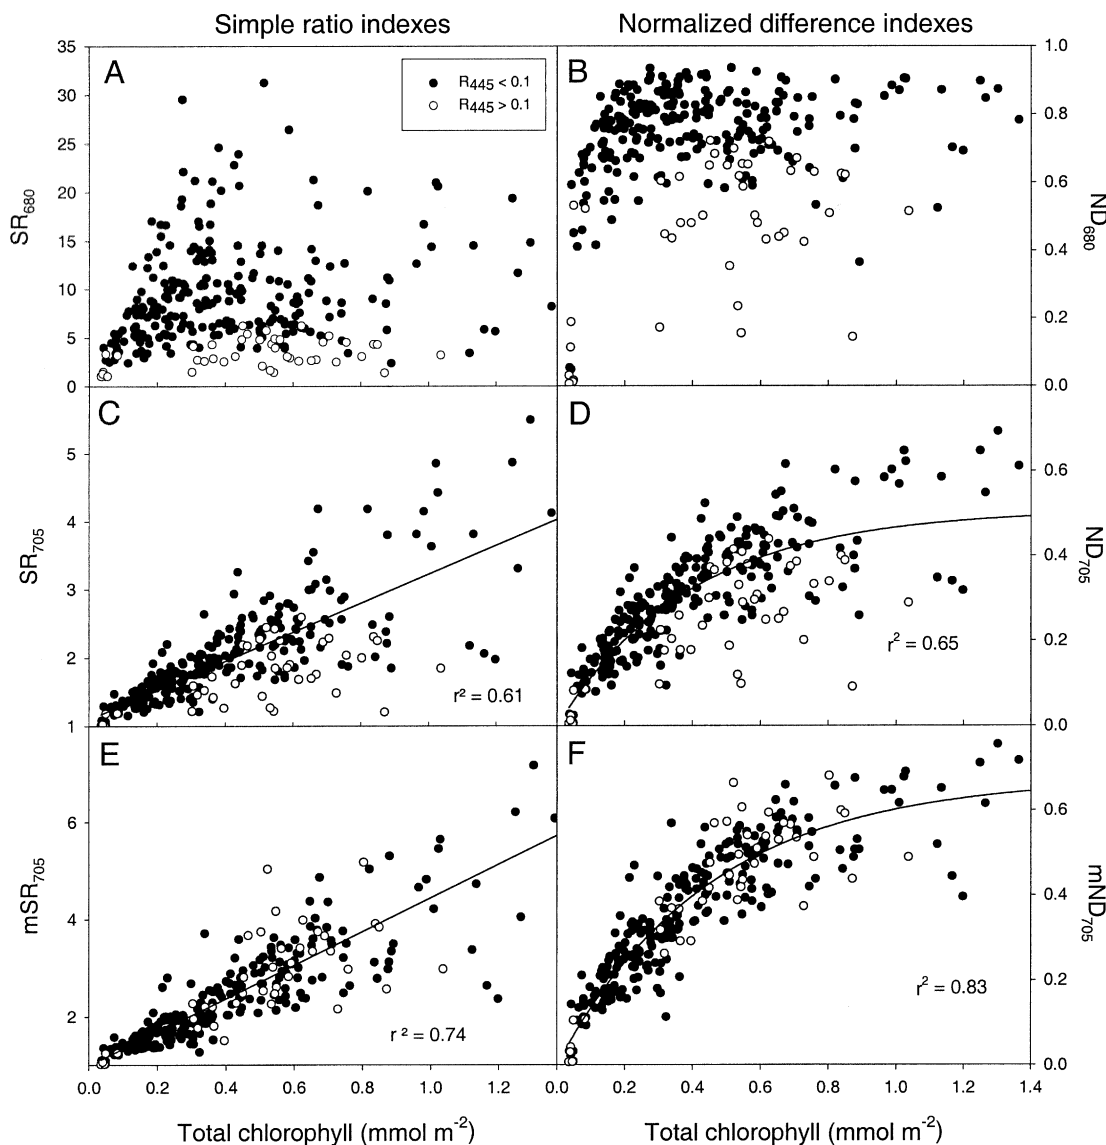 Simple ratio indexes
Normalized difference indexes
A
R445 < 0.1
R445 > 0.1
35
30
25
20
15
10
5
0
SR680
B
1.0
0.8
0.6
0.4
0.2
0.0
ND680
C
5
4
3
2
1
SR705
r² = 0.61
D
0.6
0.4
0.2
0.0
ND705
r² = 0.65
E
6
4
2
mSR705
r² = 0.74
0.0
0.2
0.4
0.6
0.8
1.0
1.2
Total chlorophyll (mmol m-2)
F
0.6
0.4
0.2
0.0
mND705
r² = 0.83
0.0
0.2
0.4
0.6
0.8
1.0
1.2
1.4
Total chlorophyll (mmol m-2)